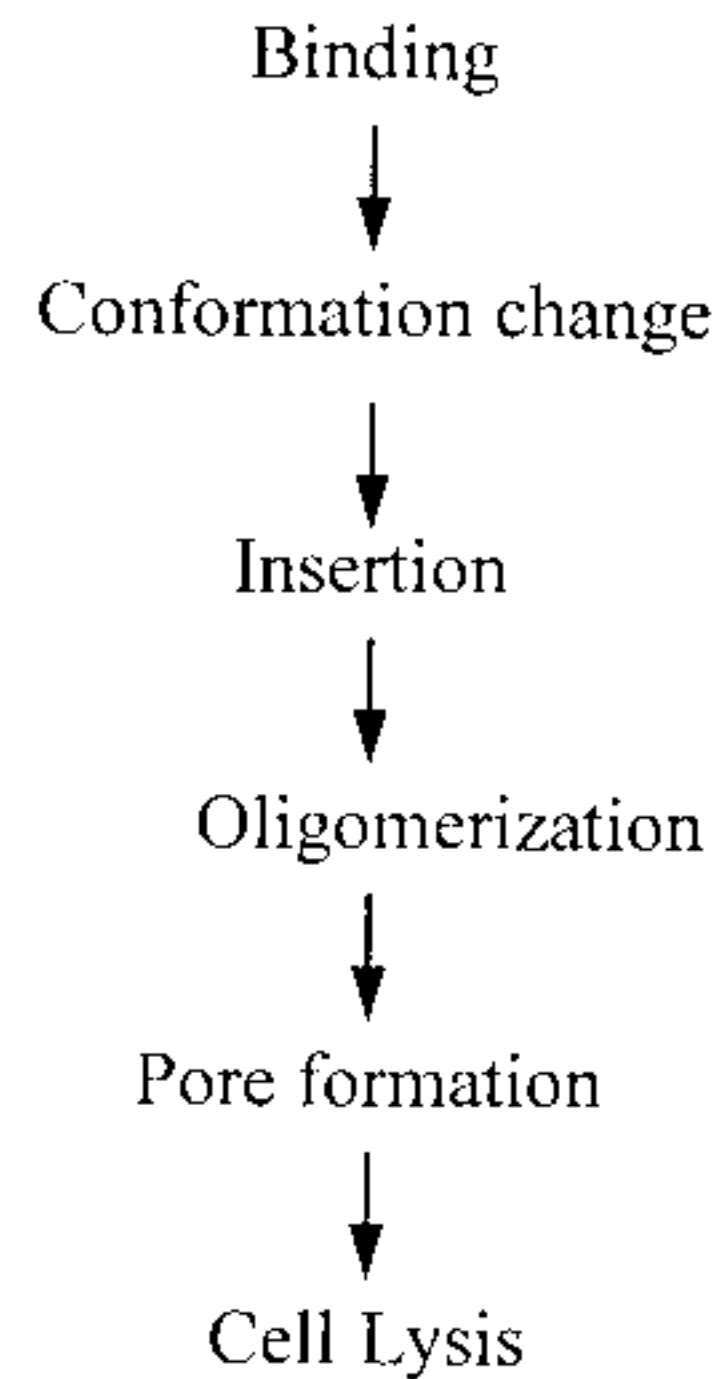 Binding
Conformation change
Insertion
Oligomerization
Pore formation
Cell Lysis